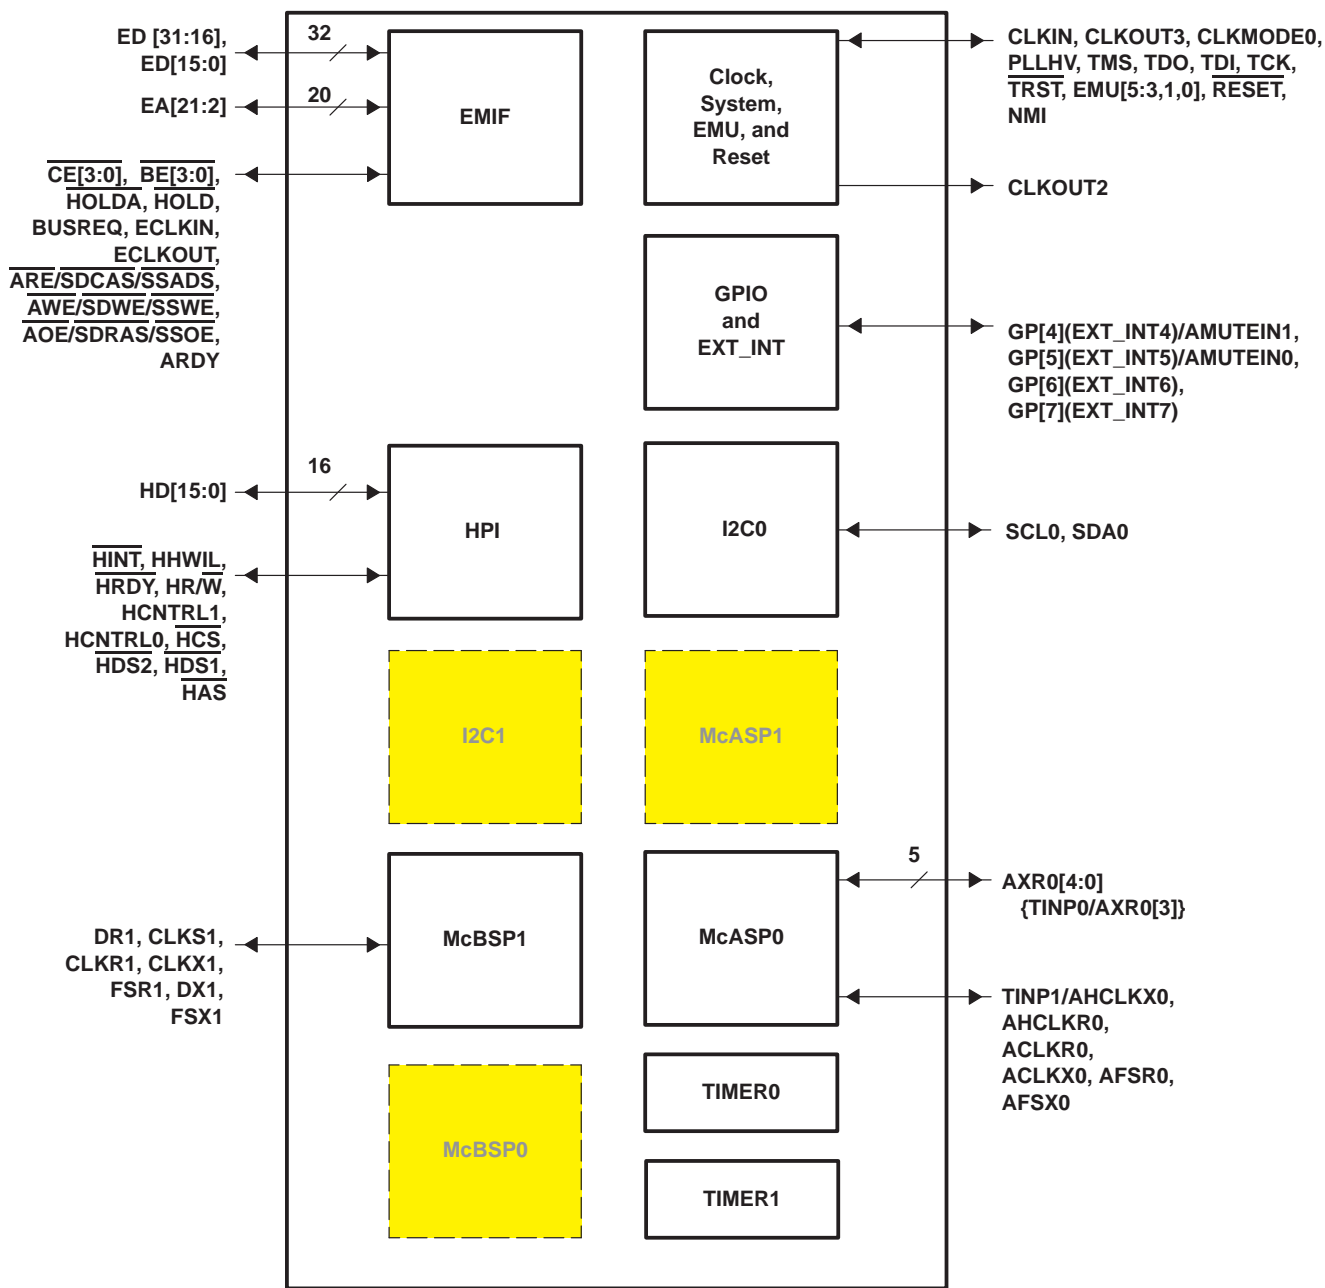 ED [31:16],
ED[15:0]
32
EA[21:2]
20
EMIF
CE[3:0], BE[3:0],
HOLDA, HOLD,
BUSREQ, ECLKIN,
ECLKOUT,
ARE/SDCAS/SSADS,
AWE/SDWE/SSWE,
AOE/SDRAS/SSOE,
ARDY
Clock,
System,
EMU, and
Reset
CLKIN, CLKOUT3, CLKMODE0,
PLLHV, TMS, TDO, TDI, TCK,
TRST, EMU[5:3,1,0], RESET,
NMI
CLKOUT2
GPIO
and
EXT_INT
GP[4](EXT_INT4)/AMUTEIN1,
GP[5](EXT_INT5)/AMUTEIN0,
GP[6](EXT_INT6),
GP[7](EXT_INT7)
HD[15:0]
16
HPI
HINT, HHWIL,
HRDY, HR/W,
HCNTRL1,
HCNTRL0, HCS,
HDS2, HDS1,
HAS
I2C0
SCL0, SDA0
I2C1
McASP1
DR1, CLKS1,
CLKR1, CLKX1,
FSR1, DX1,
FSX1
McBSP1
McASP0
5
AXR0[4:0]
{TINP0/AXR0[3]}
TINP1/AHCLKX0,
AHCLKR0,
ACLKR0,
ACLKX0, AFSR0,
AFSX0
McBSP0
TIMER0
TIMER1